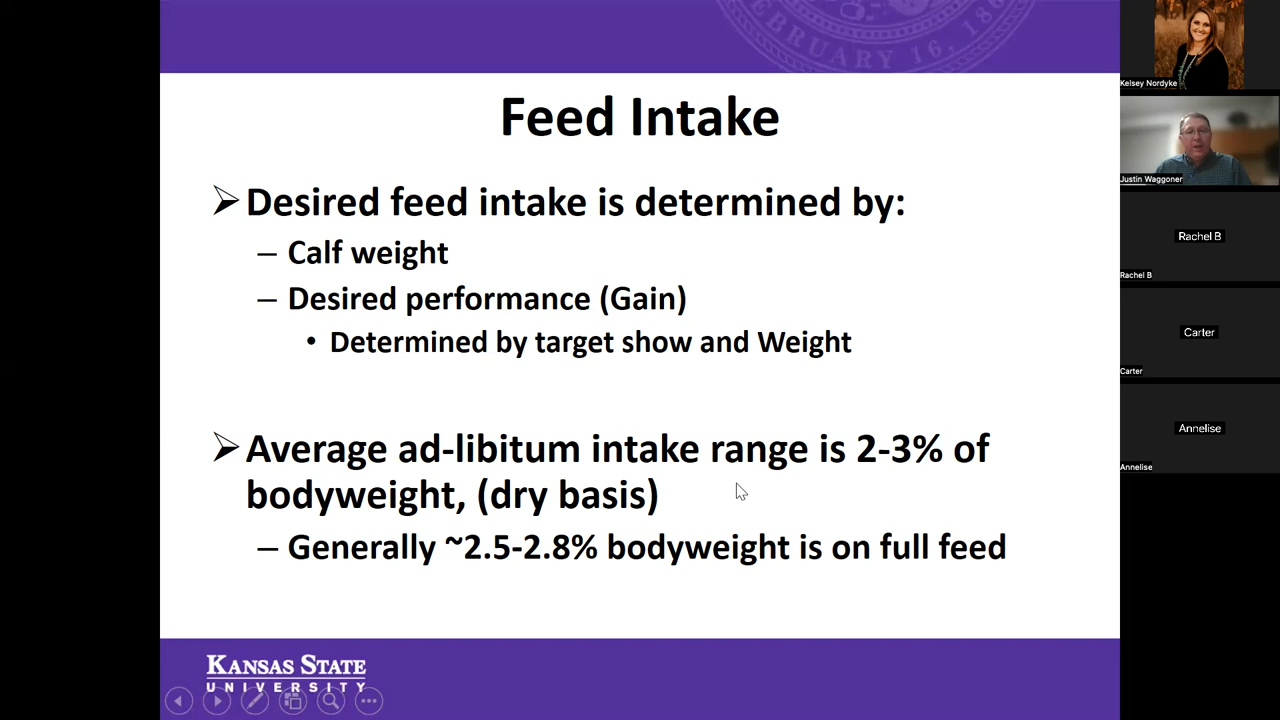 FEBRUARY 16, 186
Feed Intake
Desired feed intake is determined by:
– Calf weight
– Desired performance (Gain)
• Determined by target show and Weight
Average ad-libitum intake range is 2-3% of
bodyweight, (dry basis)
– Generally ~2.5-2.8% bodyweight is on full feed
KANSAS STATE
UNIVERSITY
Kelsey Nordyke
Justin Waggoner
Rachel B
Rachel B
Carter
Carter
Annelise
Annelise